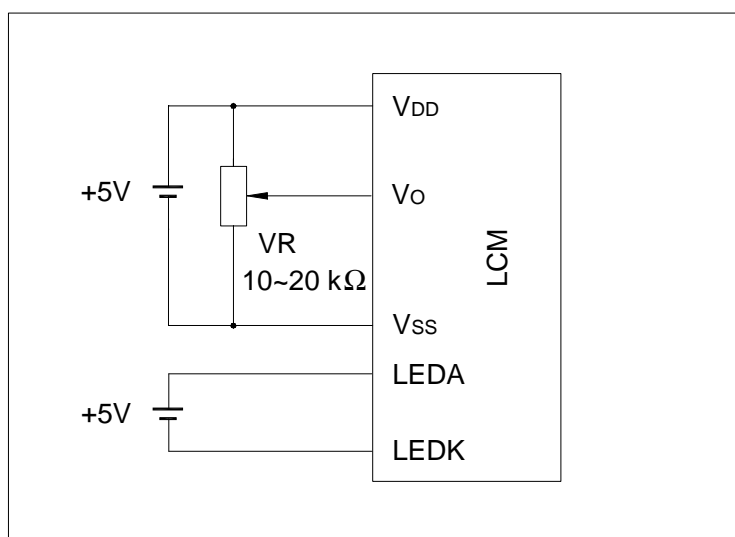 VDD
+5V
VO
VR
10~20 kΩ
LCM
VSS
LEDA
+5V
LEDK